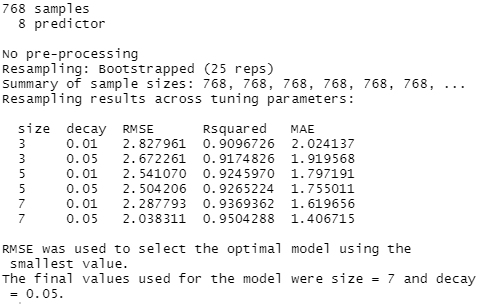 768 samples
8 predictor
No pre-processing
Resampling: Bootstrapped (25 reps)
Summary of sample sizes: 768, 768, 768, 768, 768, 768, ...
Resampling results across tuning parameters:
size decay RMSE Rsquared MAE
3 0.01 2.827961 0.9096726 2.024137
3 0.05 2.672261 0.9174826 1.919568
5 0.01 2.541070 0.9245970 1.797191
5 0.05 2.504206 0.9265224 1.755011
7 0.01 2.287793 0.9369362 1.619656
7 0.05 2.038311 0.9504288 1.406715
RMSE was used to select the optimal model using the
smallest value.
The final values used for the model were size = 7 and decay
= 0.05.